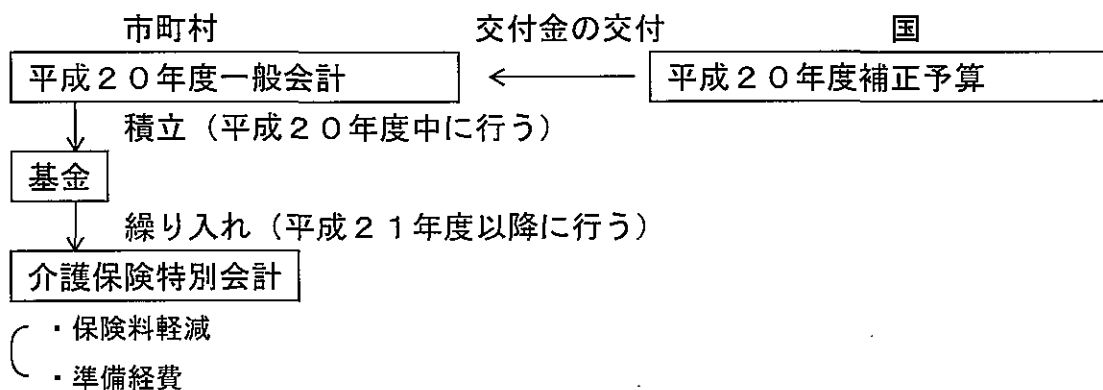 市町村　交付金の交付　国
平成２０年度一般会計　平成２０年度補正予算
積立（平成２０年度中に行う）
基金
繰り入れ（平成２１年度以降に行う）
介護保険特別会計
・保険料軽減
・準備経費